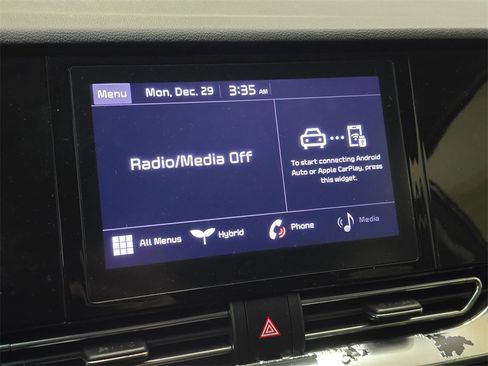 Menu Mon, Dec. 29 3:35 AM
Radio/Media Off
To start connecting Android
Auto or Apple CarPlay, press
this widget.
All Menus Hybrid Phone Media